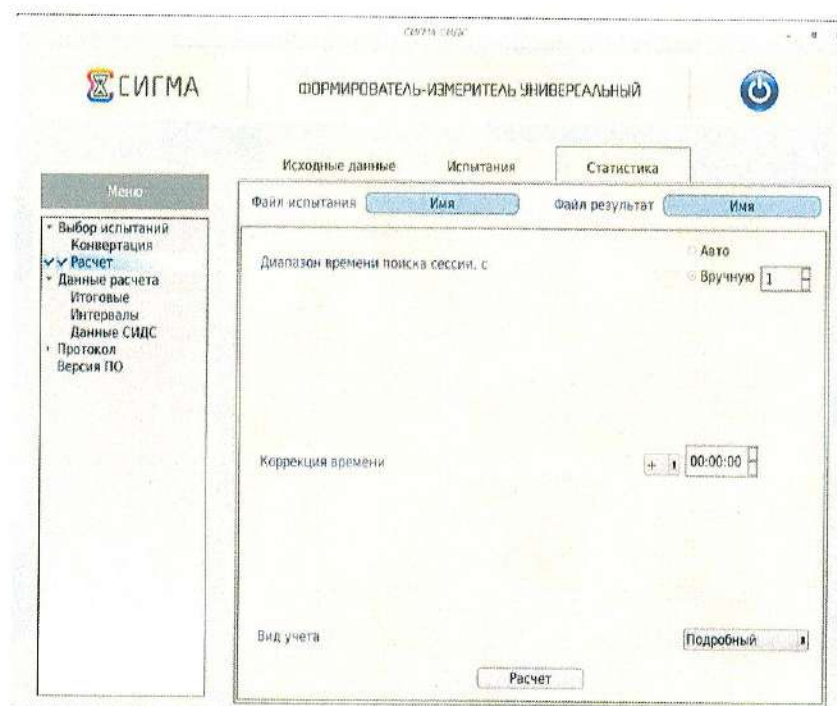 СИГМА СИДС
СИГМА
ФОРМИРОВАТЕЛЬ-ИЗМЕРИТЕЛЬ УНИВЕРСАЛЬНЫЙ
Исходные данные Испытания Статистика
Меню
Файл испытания Имя Файл результат Имя
Выбор испытаний
Конвертация
Расчет
Данные расчета
Итоговые
Интервалы
Данные СИДС
Протокол
Версия ПО
Диапазон времени поиска сессии, с
Авто
Вручную 1
Коррекция времени + 00:00:00
Вид учета Подробный
Расчет